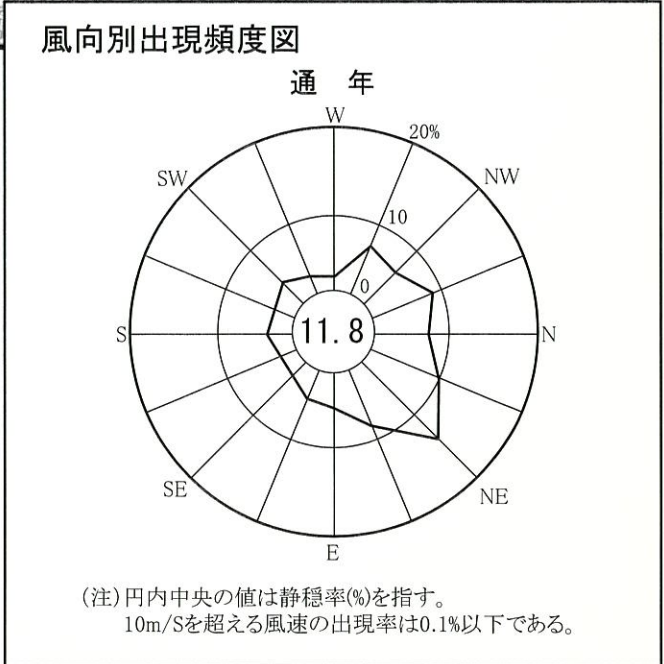 風向別出現頻度図
通 年
W
20%
SW
NW
10
0
11.8
S
N
SE
NE
E
(注)円内中央の値は静穏率(%)を指す。
10m/Sを超える風速の出現率は0.1%以下である。